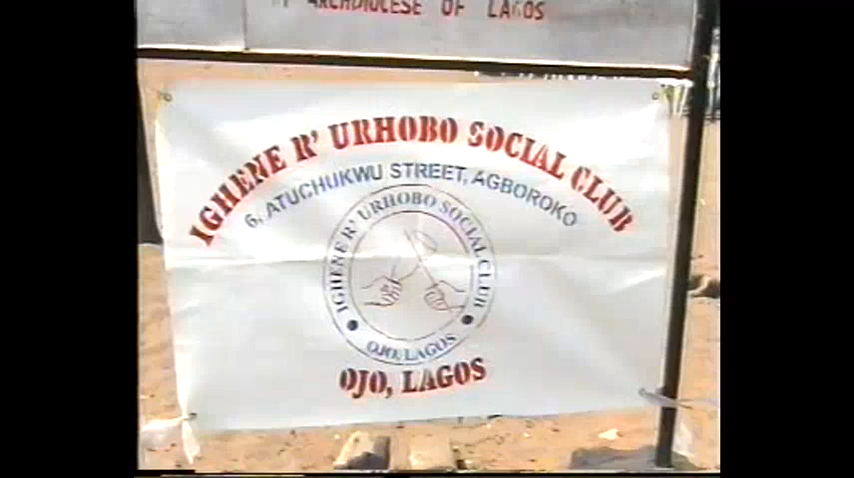 ARCHDIOCESE OF LAGOS
IGHENE R' URHOBO SOCIAL CLUB
6, ATUCHUKWU STREET, AGBOROKO
IGHENE R' URHOBO SOCIAL CLUB
OJO, LAGOS
OJO, LAGOS